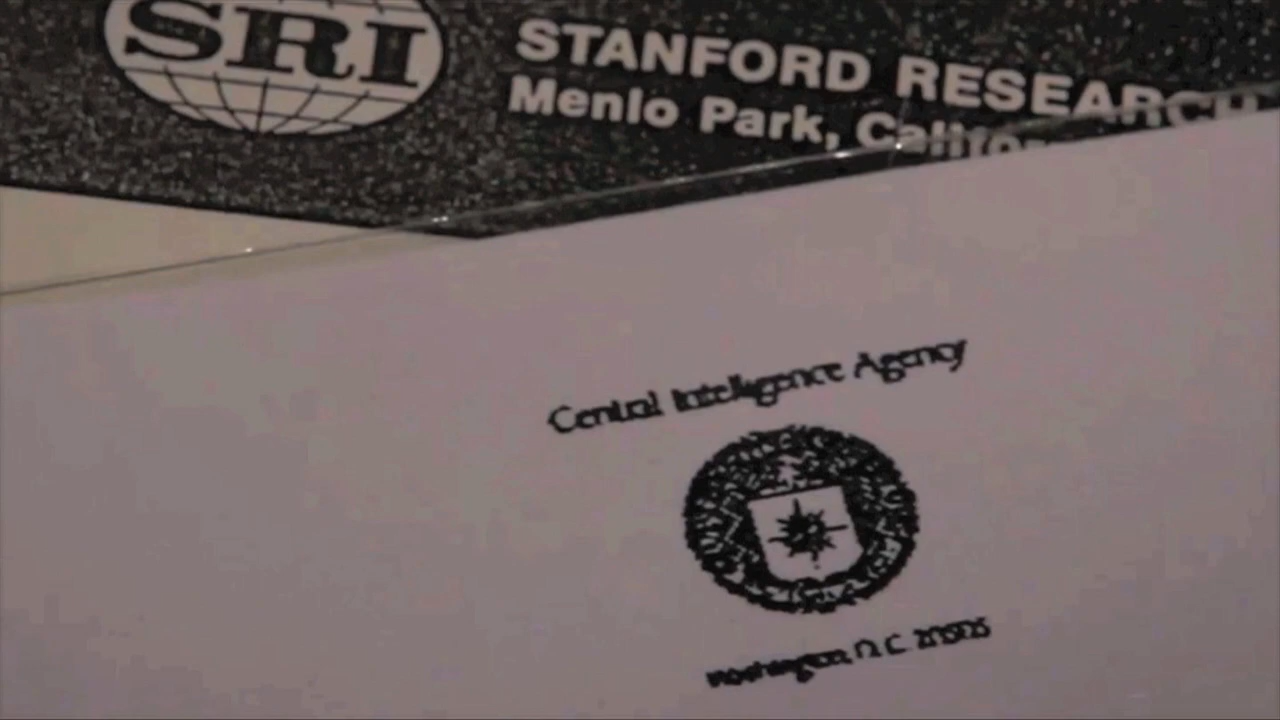 SRI
STANFORD RESEARCH
Menlo Park, Califor
Central Intelligence Agency
Washington, D.C. 20505